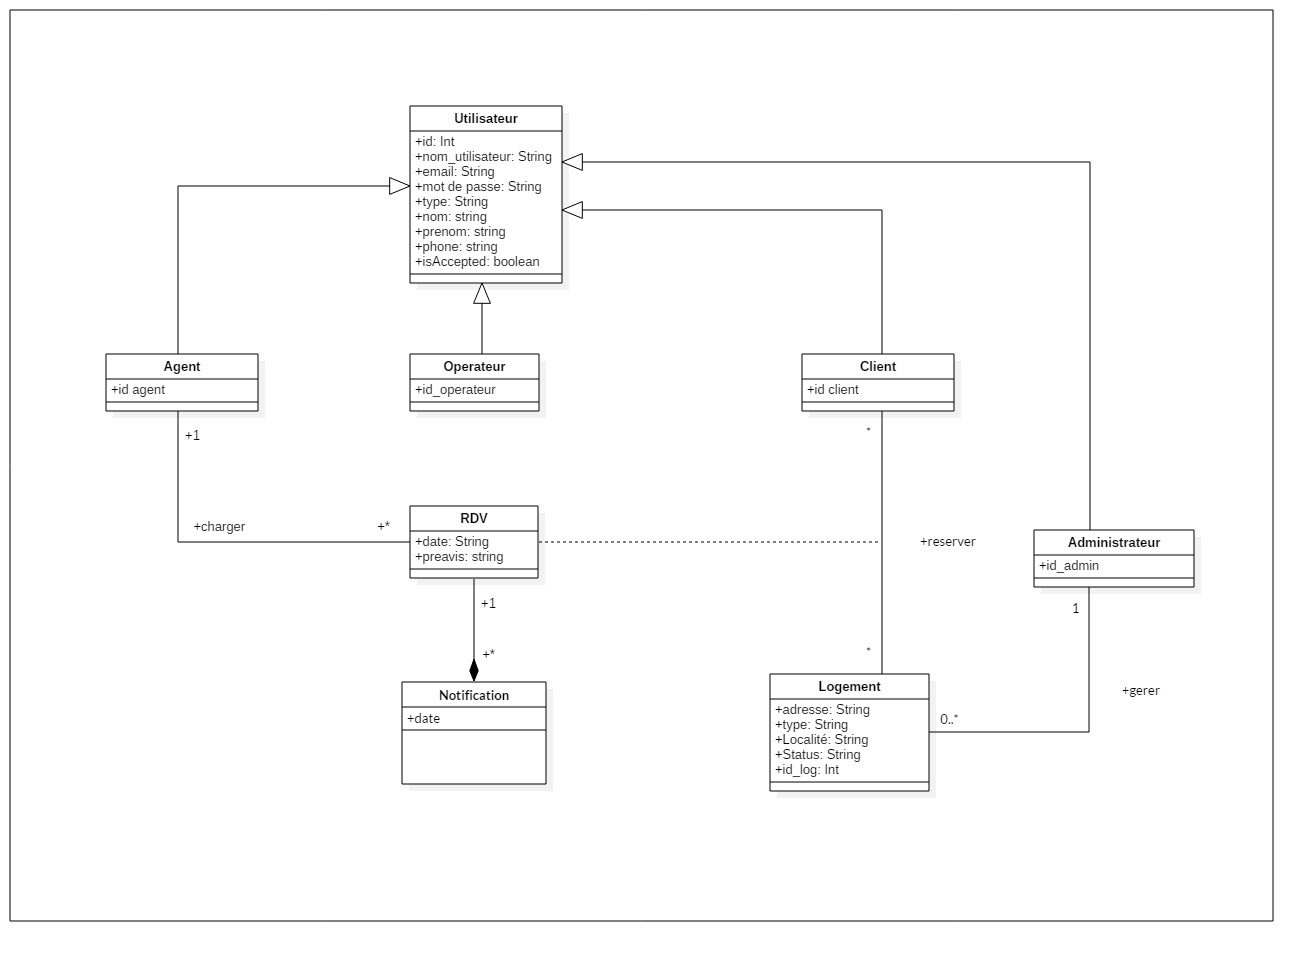 Utilisateur
+id: Int
+nom_utilisateur: String
+email: String
+mot de passe: String
+type: String
+nom: string
+prenom: string
+phone: string
+isAccepted: boolean
Agent
+id agent
Operateur
+id_operateur
Client
+id client
+1
*
+charger
+*
RDV
+date: String
+preavis: string
+reserver
Administrateur
+id_admin
+1
1
+*
*
Notification
+date
Logement
+adresse: String
+type: String
+Localité: String
+Status: String
+id_log: Int
0..*
+gerer